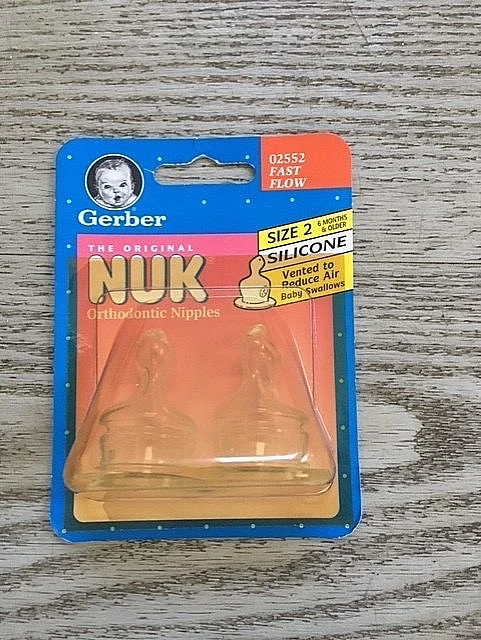 02552
FAST
FLOW
Gerber
SIZE 2 6 MONTHS
& OLDER
SILICONE
THE ORIGINAL
NUK®
Orthodontic Nipples
Vented to
Reduce Air
Baby Swallows